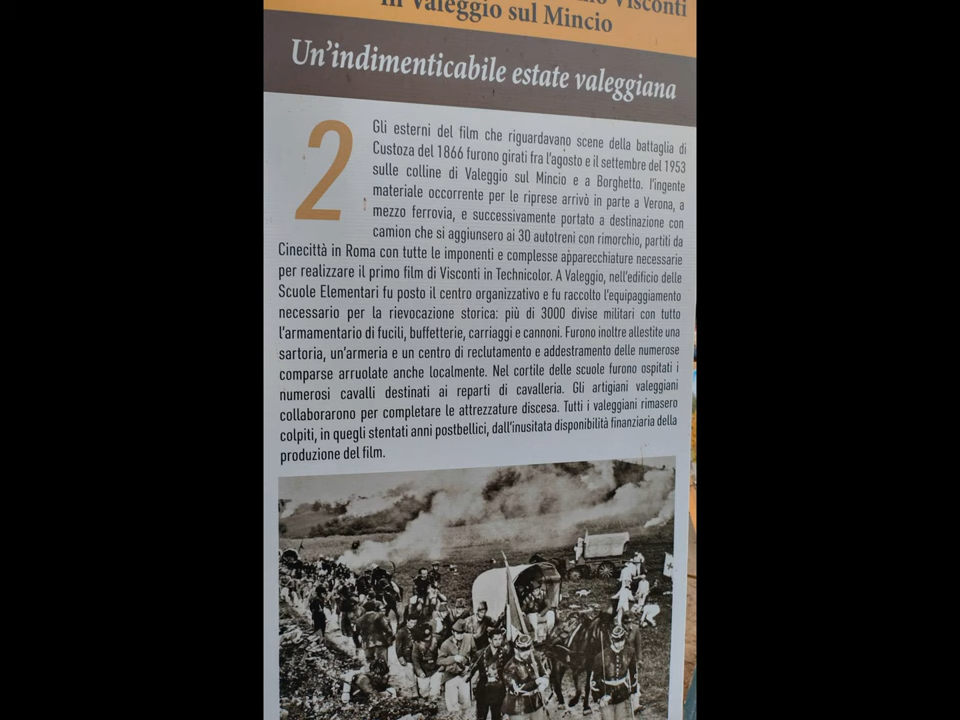 Visconti
in Valeggio sul Mincio
Un'indimenticabile estate valeggiana
2
Gli esterni del film che riguardavano scene della battaglia di
Custoza del 1866 furono girati fra l'agosto e il settembre del 1953
sulle colline di Valeggio sul Mincio e a Borghetto. l'ingente
materiale occorrente per le riprese arrivò in parte a Verona, a
mezzo ferrovia, e successivamente portato a destinazione con
camion che si aggiunsero ai 30 autotreni con rimorchio, partiti da
Cinecittà in Roma con tutte le imponenti e complesse apparecchiature necessarie
per realizzare il primo film di Visconti in Technicolor. A Valeggio, nell'edificio delle
Scuole Elementari fu posto il centro organizzativo e fu raccolto l'equipaggiamento
necessario per la rievocazione storica: più di 3000 divise militari con tutto
l'armamentario di fucili, buffetterie, carriaggi e cannoni. Furono inoltre allestite una
sartoria, un'armeria e un centro di reclutamento e addestramento delle numerose
comparse arruolate anche localmente. Nel cortile delle scuole furono ospitati i
numerosi cavalli destinati ai reparti di cavalleria. Gli artigiani valeggiani
collaborarono per completare le attrezzature discesa. Tutti i valeggiani rimasero
colpiti, in quegli stentati anni postbellici, dall'inusitata disponibilità finanziaria della
produzione del film.